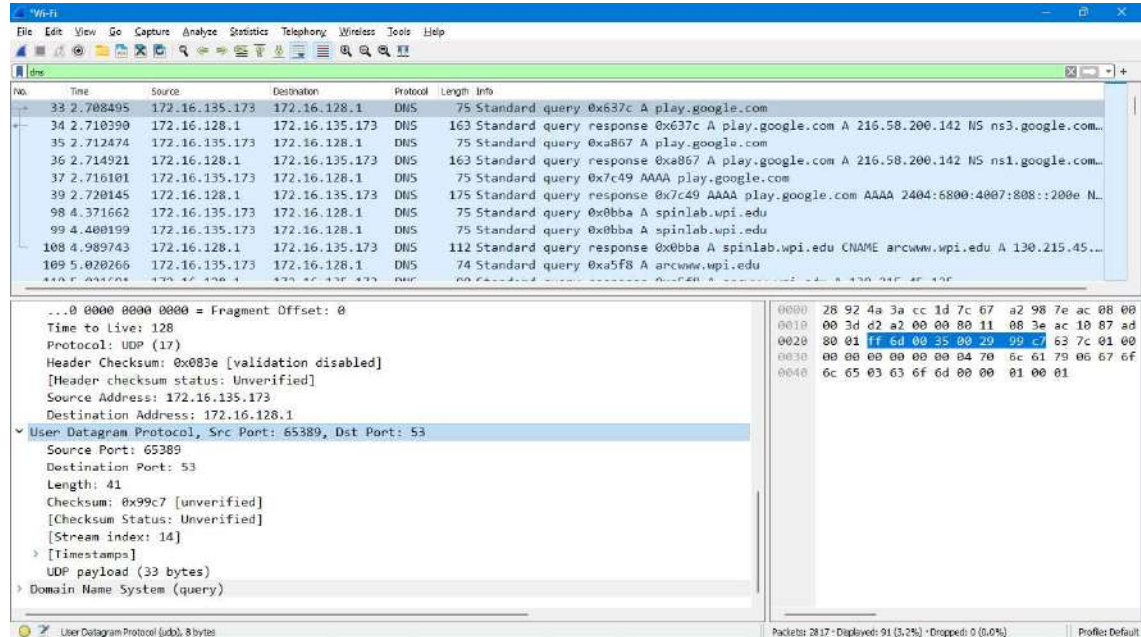 *Wi-Fi
File Edit View Go Capture Analyze Statistics Telephony Wireless Tools Help
dns
No. Time Source Destination Protocol Length Info
33 2.708495 172.16.135.173 172.16.128.1 DNS 75 Standard query 0x637c A play.google.com
34 2.710390 172.16.128.1 172.16.135.173 DNS 163 Standard query response 0x637c A play.google.com A 216.58.200.142 NS ns3.google.com…
35 2.712474 172.16.135.173 172.16.128.1 DNS 75 Standard query 0xa867 A play.google.com
36 2.714921 172.16.128.1 172.16.135.173 DNS 163 Standard query response 0xa867 A play.google.com A 216.58.200.142 NS ns1.google.com…
37 2.716101 172.16.135.173 172.16.128.1 DNS 75 Standard query 0x7c49 AAAA play.google.com
39 2.720145 172.16.128.1 172.16.135.173 DNS 175 Standard query response 0x7c49 AAAA play.google.com AAAA 2404:6800:4007:808::200e N…
98 4.371662 172.16.135.173 172.16.128.1 DNS 75 Standard query 0x0bba A spinlab.wpi.edu
99 4.400199 172.16.135.173 172.16.128.1 DNS 75 Standard query 0x0bba A spinlab.wpi.edu
108 4.989743 172.16.128.1 172.16.135.173 DNS 112 Standard query response 0x0bba A spinlab.wpi.edu CNAME arcwww.wpi.edu A 130.215.45.…
109 5.020266 172.16.135.173 172.16.128.1 DNS 74 Standard query 0xa5f8 A arcwww.wpi.edu
...0 0000 0000 0000 = Fragment Offset: 0
Time to Live: 128
Protocol: UDP (17)
Header Checksum: 0x083e [validation disabled]
[Header checksum status: Unverified]
Source Address: 172.16.135.173
Destination Address: 172.16.128.1
User Datagram Protocol, Src Port: 65389, Dst Port: 53
Source Port: 65389
Destination Port: 53
Length: 41
Checksum: 0x99c7 [unverified]
[Checksum Status: Unverified]
[Stream index: 14]
[Timestamps]
UDP payload (33 bytes)
Domain Name System (query)
0000 28 92 4a 3a cc 1d 7c 67 a2 98 7e ac 08 00
0010 00 3d d2 a2 00 00 80 11 08 3e ac 10 87 ad
0020 80 01 ff 6d 00 35 00 29 99 c7 63 7c 01 00
0030 00 00 00 00 00 00 04 70 6c 61 79 06 67 6f
0040 6c 65 03 63 6f 6d 00 00 01 00 01
User Datagram Protocol (udp), 8 bytes
Packets: 2817 · Displayed: 91 (3.2%) · Dropped: 0 (0.0%)
Profile: Default